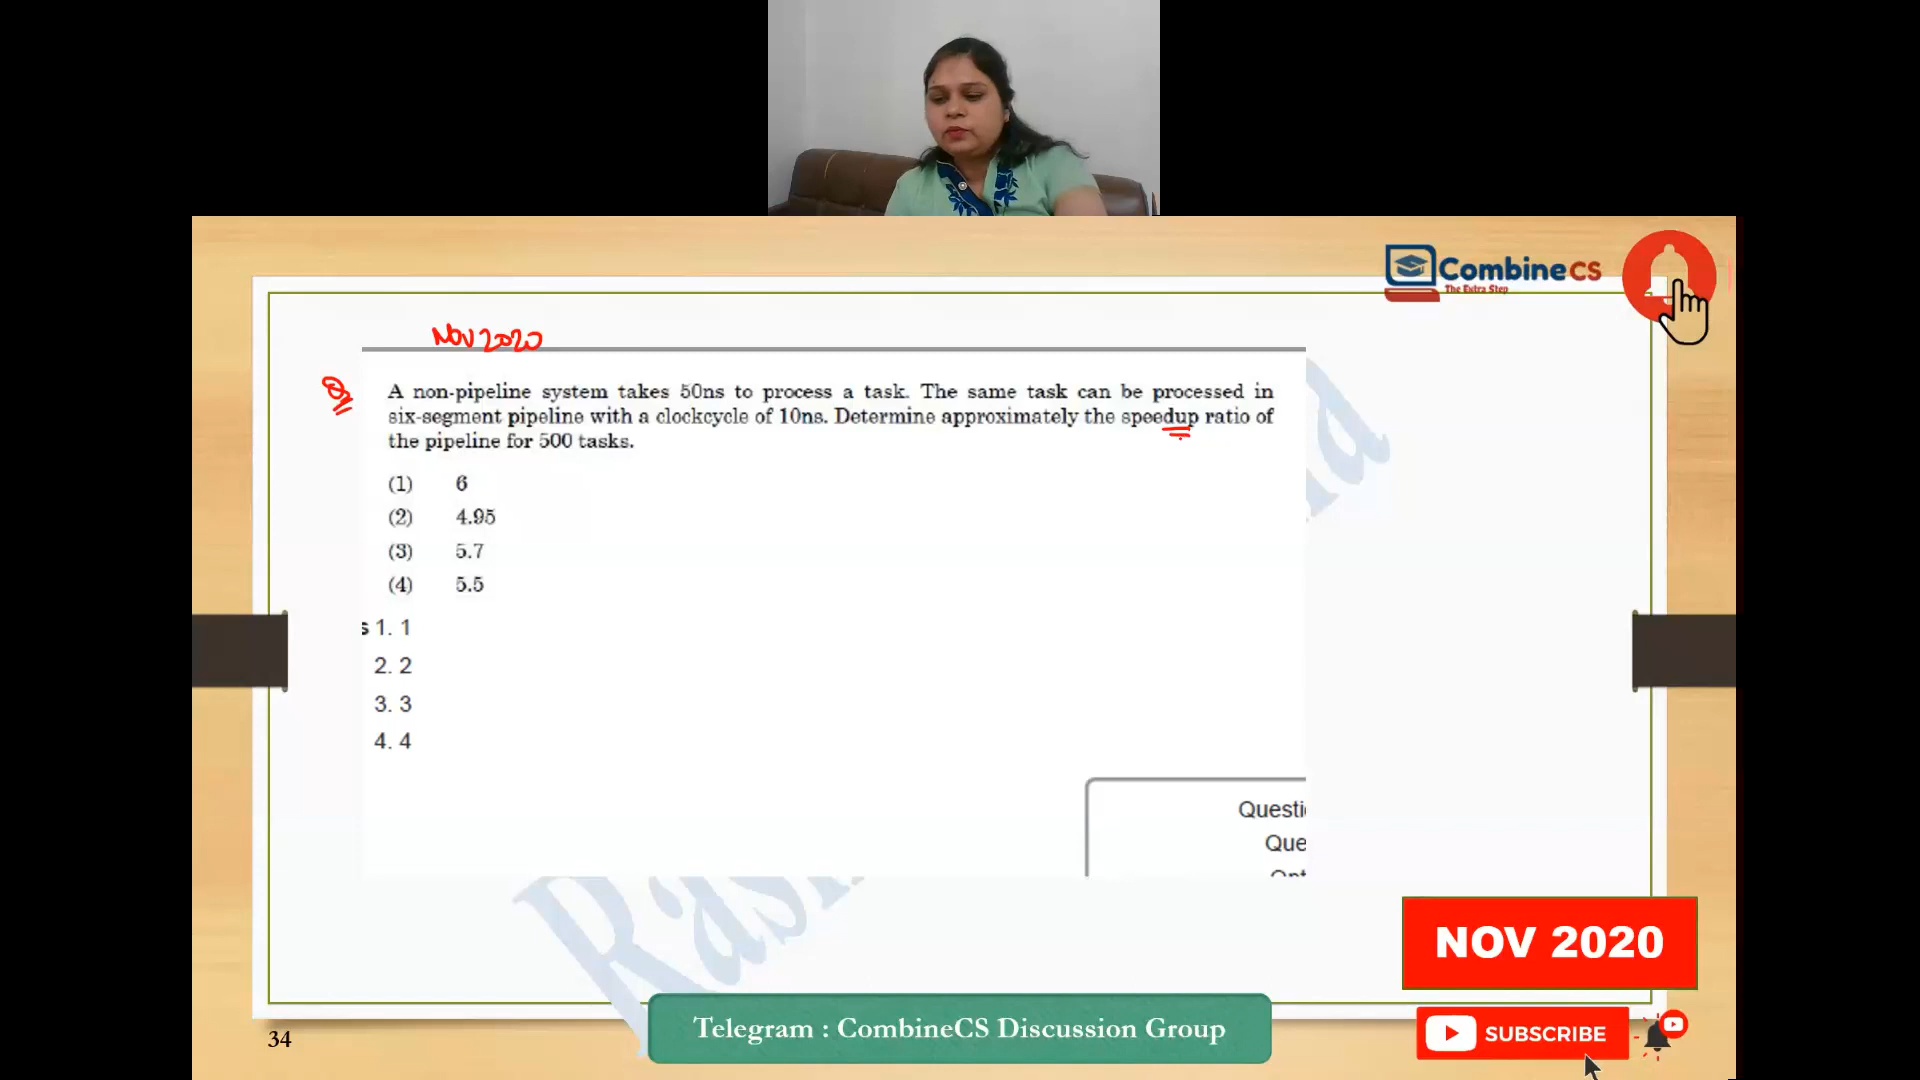 CombineCS
The Extra Step
Nov 2020
A non-pipeline system takes 50ns to process a task. The same task can be processed in
six-segment pipeline with a clockcycle of 10ns. Determine approximately the speedup ratio of
the pipeline for 500 tasks.
(1) 6
(2) 4.95
(3) 5.7
(4) 5.5
s 1. 1
2. 2
3. 3
4. 4
Questi
Que
NOV 2020
Telegram : CombineCS Discussion Group
SUBSCRIBE
34